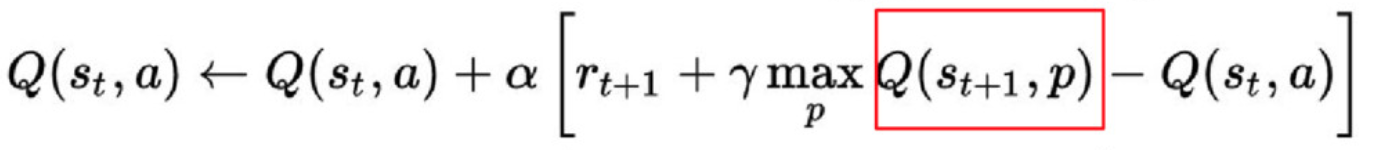 Q(s_t, a) ← Q(s_t, a) + α [ r_{t+1} + γ max_p Q(s_{t+1}, p) − Q(s_t, a) ]